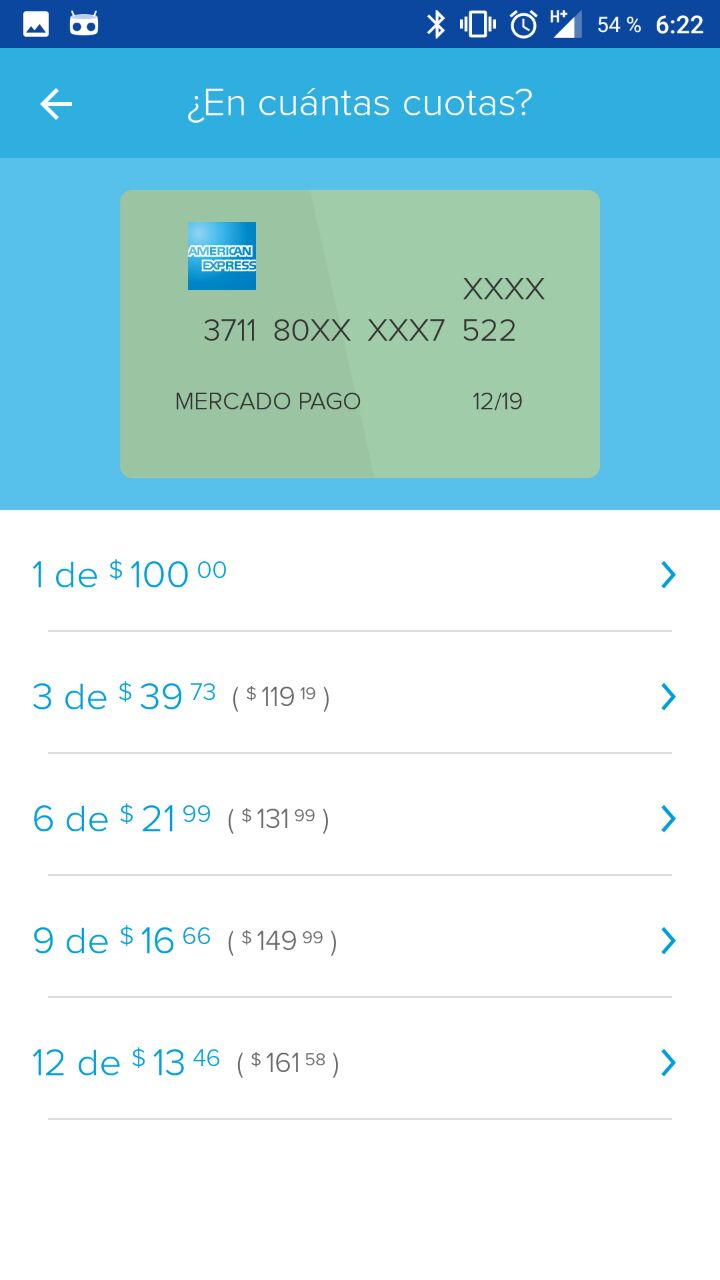 H+ 54 % 6:22
¿En cuántas cuotas?
AMERICAN
EXPRESS
XXXX
3711 80XX XXX7 522
MERCADO PAGO 12/19
1 de $ 100 00
3 de $ 39 73 ( $ 119 19 )
6 de $ 21 99 ( $ 131 99 )
9 de $ 16 66 ( $ 149 99 )
12 de $ 13 46 ( $ 161 58 )